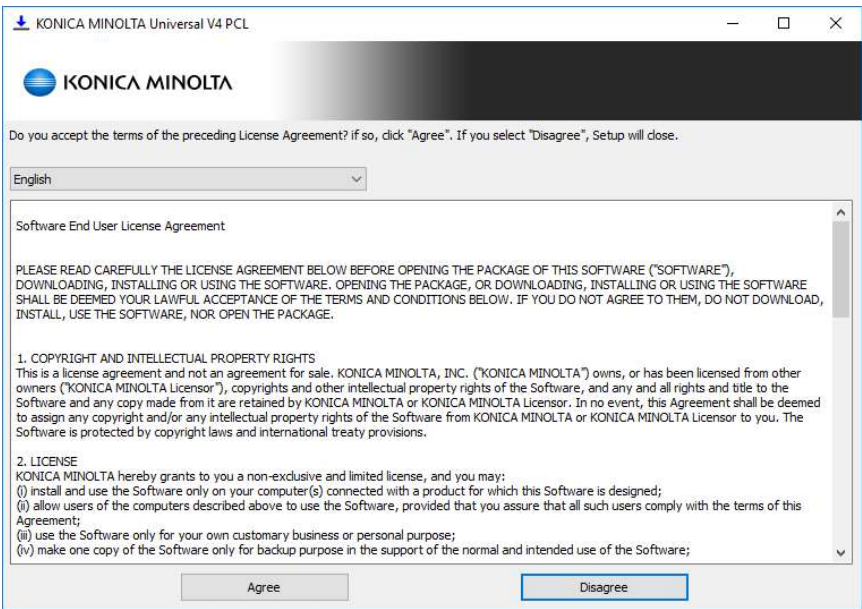 KONICA MINOLTA Universal V4 PCL
KONICA MINOLTA
Do you accept the terms of the preceding License Agreement? if so, click "Agree". If you select "Disagree", Setup will close.
English
Software End User License Agreement
PLEASE READ CAREFULLY THE LICENSE AGREEMENT BELOW BEFORE OPENING THE PACKAGE OF THIS SOFTWARE ("SOFTWARE"),
DOWNLOADING, INSTALLING OR USING THE SOFTWARE. OPENING THE PACKAGE, OR DOWNLOADING, INSTALLING OR USING THE SOFTWARE
SHALL BE DEEMED YOUR LAWFUL ACCEPTANCE OF THE TERMS AND CONDITIONS BELOW. IF YOU DO NOT AGREE TO THEM, DO NOT DOWNLOAD,
INSTALL, USE THE SOFTWARE, NOR OPEN THE PACKAGE.
1. COPYRIGHT AND INTELLECTUAL PROPERTY RIGHTS
This is a license agreement and not an agreement for sale. KONICA MINOLTA, INC. ("KONICA MINOLTA") owns, or has been licensed from other
owners ("KONICA MINOLTA Licensor"), copyrights and other intellectual property rights of the Software, and any and all rights and title to the
Software and any copy made from it are retained by KONICA MINOLTA or KONICA MINOLTA Licensor. In no event, this Agreement shall be deemed
to assign any copyright and/or any intellectual property rights of the Software from KONICA MINOLTA or KONICA MINOLTA Licensor to you. The
Software is protected by copyright laws and international treaty provisions.
2. LICENSE
KONICA MINOLTA hereby grants to you a non-exclusive and limited license, and you may:
(i) install and use the Software only on your computer(s) connected with a product for which this Software is designed;
(ii) allow users of the computers described above to use the Software, provided that you assure that all such users comply with the terms of this
Agreement;
(iii) use the Software only for your own customary business or personal purpose;
(iv) make one copy of the Software only for backup purpose in the support of the normal and intended use of the Software;
Agree
Disagree